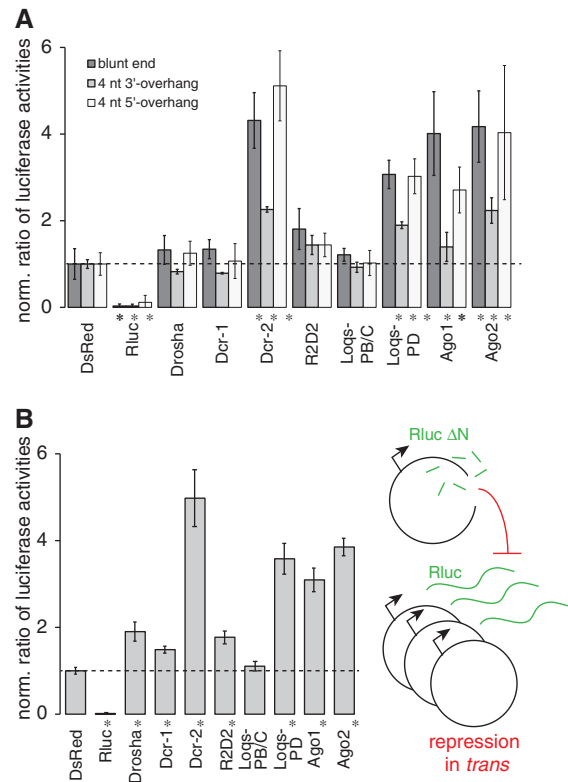 A
norm. ratio of luciferase activities
6
4
2
0
blunt end
4 nt 3'-overhang
4 nt 5'-overhang
* * * * * * * * * * * * * * *
DsRed
Rluc
Drosha
Dcr-1
Dcr-2
R2D2
Loqs-
PB/C
Loqs-
PD
Ago1
Ago2
B
norm. ratio of luciferase activities
6
4
2
0
DsRed
Rluc*
Drosha*
Dcr-1*
Dcr-2*
R2D2*
Loqs-
PB/C
Loqs-
PD*
Ago1*
Ago2*
Rluc ΔN
Rluc
repression
in trans